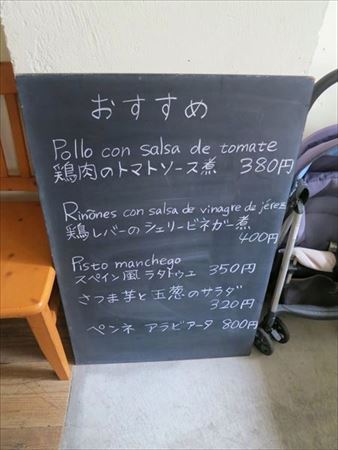 おすすめ
Pollo con salsa de tomate
鶏肉のトマトソース煮 380円
Rinōnes con salsa de vinagre de jérez
鶏レバーのシェリービネガー煮
400円
Pisto manchego
スペイン風ラタトゥユ 350円
さつま芋と玉葱のサラダ
320円
ペンネ アラビアータ 800円